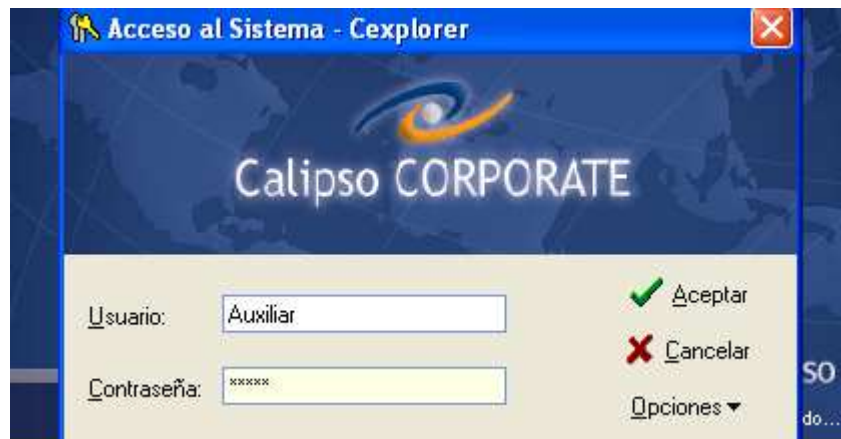 Acceso al Sistema - Cexplorer
Calipso CORPORATE
Usuario: Auxiliar
Aceptar
Cancelar
Contraseña: *****
Opciones
SO
do...